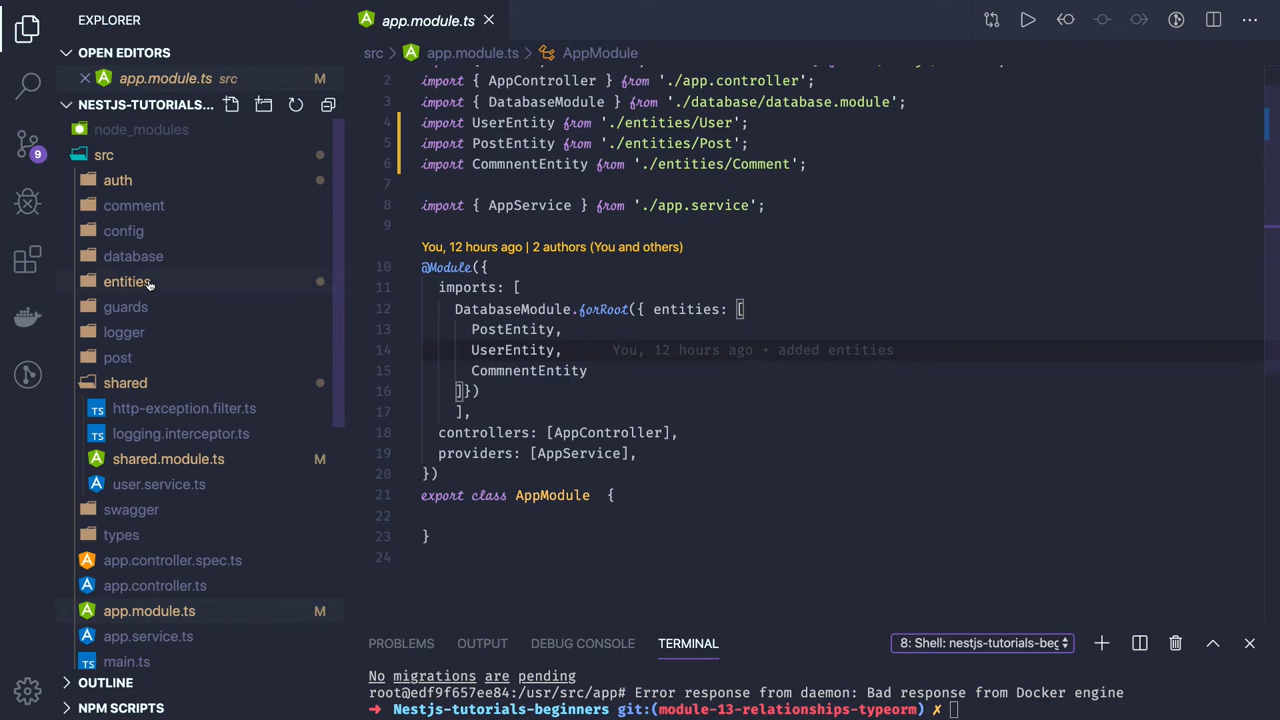 EXPLORER
OPEN EDITORS
app.module.ts src M
NESTJS-TUTORIALS...
node_modules
src
auth
comment
config
database
entities
guards
logger
post
shared
TS http-exception.filter.ts
TS logging.interceptor.ts
shared.module.ts M
TS user.service.ts
swagger
types
app.controller.spec.ts
app.controller.ts
app.module.ts M
app.service.ts
main.ts
OUTLINE
NPM SCRIPTS
9
app.module.ts
src > app.module.ts > AppModule
2 import { AppController } from './app.controller';
3 import { DatabaseModule } from './database/database.module';
4 import UserEntity from './entities/User';
5 import PostEntity from './entities/Post';
6 import CommnentEntity from './entities/Comment';
7
8 import { AppService } from './app.service';
9
You, 12 hours ago | 2 authors (You and others)
10 @Module({
11 imports: [
12 DatabaseModule.forRoot({ entities: [
13 PostEntity,
14 UserEntity, You, 12 hours ago • added entities
15 CommnentEntity
16 ]})
17 ],
18 controllers: [AppController],
19 providers: [AppService],
20 })
21 export class AppModule {
22
23 }
24
PROBLEMS OUTPUT DEBUG CONSOLE TERMINAL 8: Shell: nestjs-tutorials-beg
No migrations are pending
root@edf9f657ee84:/usr/src/app# Error response from daemon: Bad response from Docker engine
➜ Nestjs-tutorials-beginners git:(module-13-relationships-typeorm) ✗